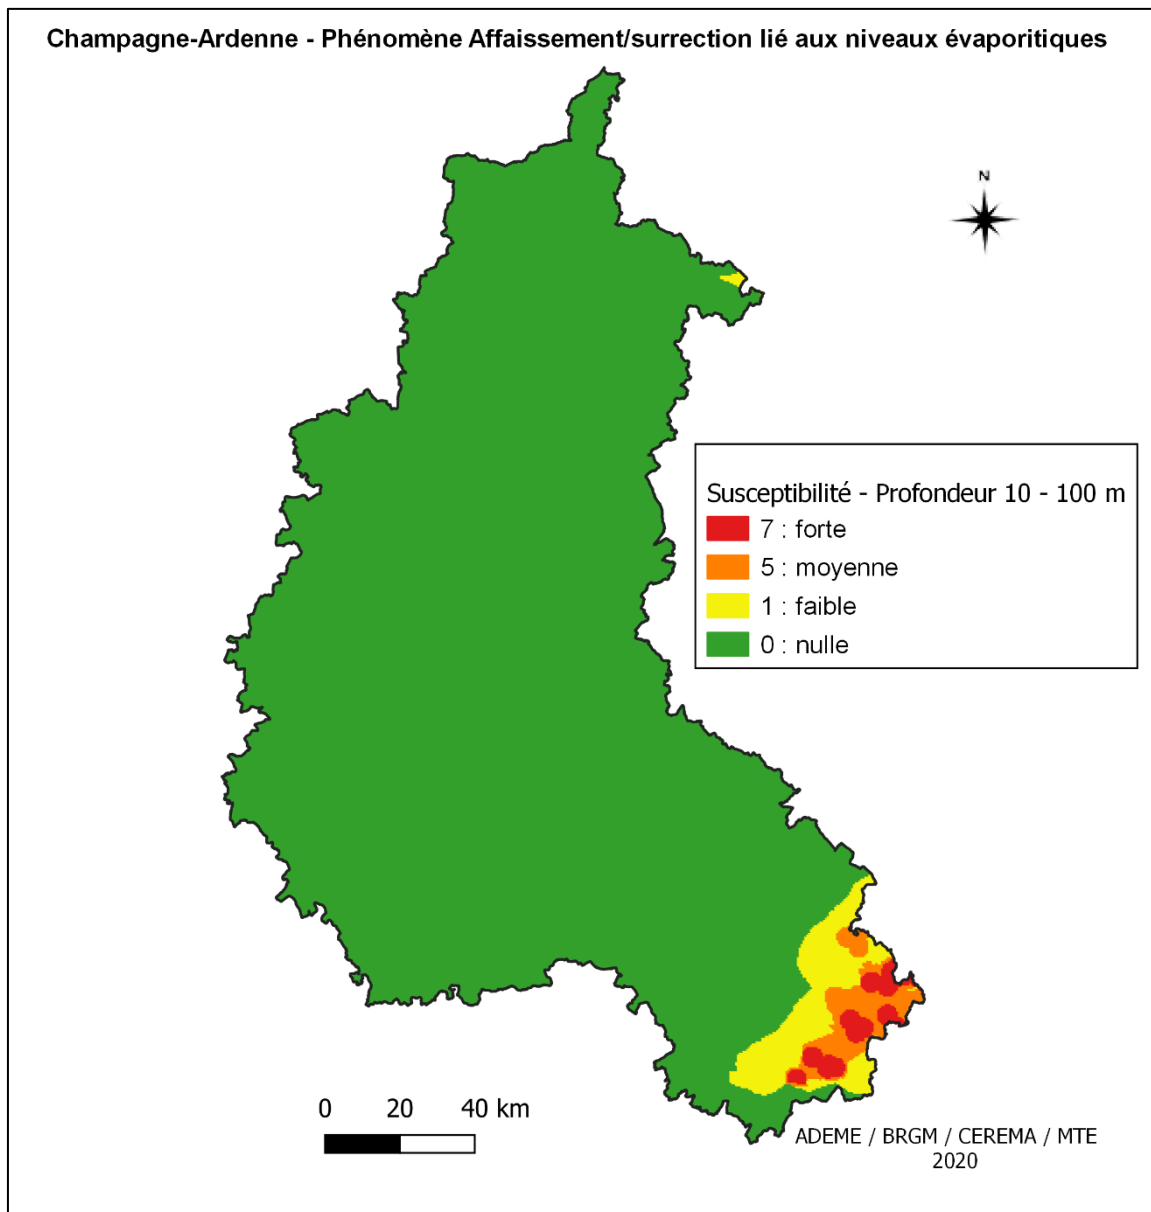 Champagne-Ardenne - Phénomène Affaissement/surrection lié aux niveaux évaporitiques
N
Susceptibilité - Profondeur 10 - 100 m
7 : forte
5 : moyenne
1 : faible
0 : nulle
0 20 40 km
ADEME / BRGM / CEREMA / MTE
2020